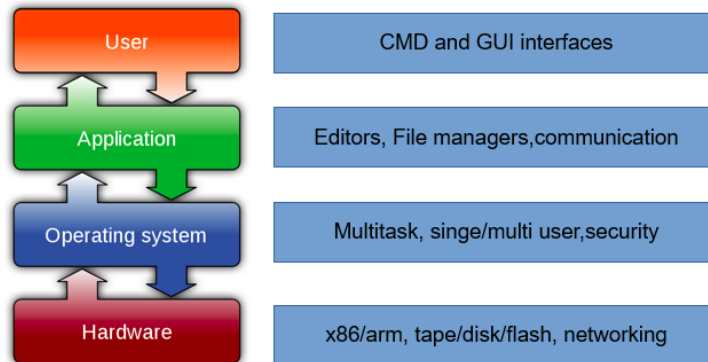 User
CMD and GUI interfaces
Application
Editors, File managers,communication
Operating system
Multitask, singe/multi user,security
Hardware
x86/arm, tape/disk/flash, networking